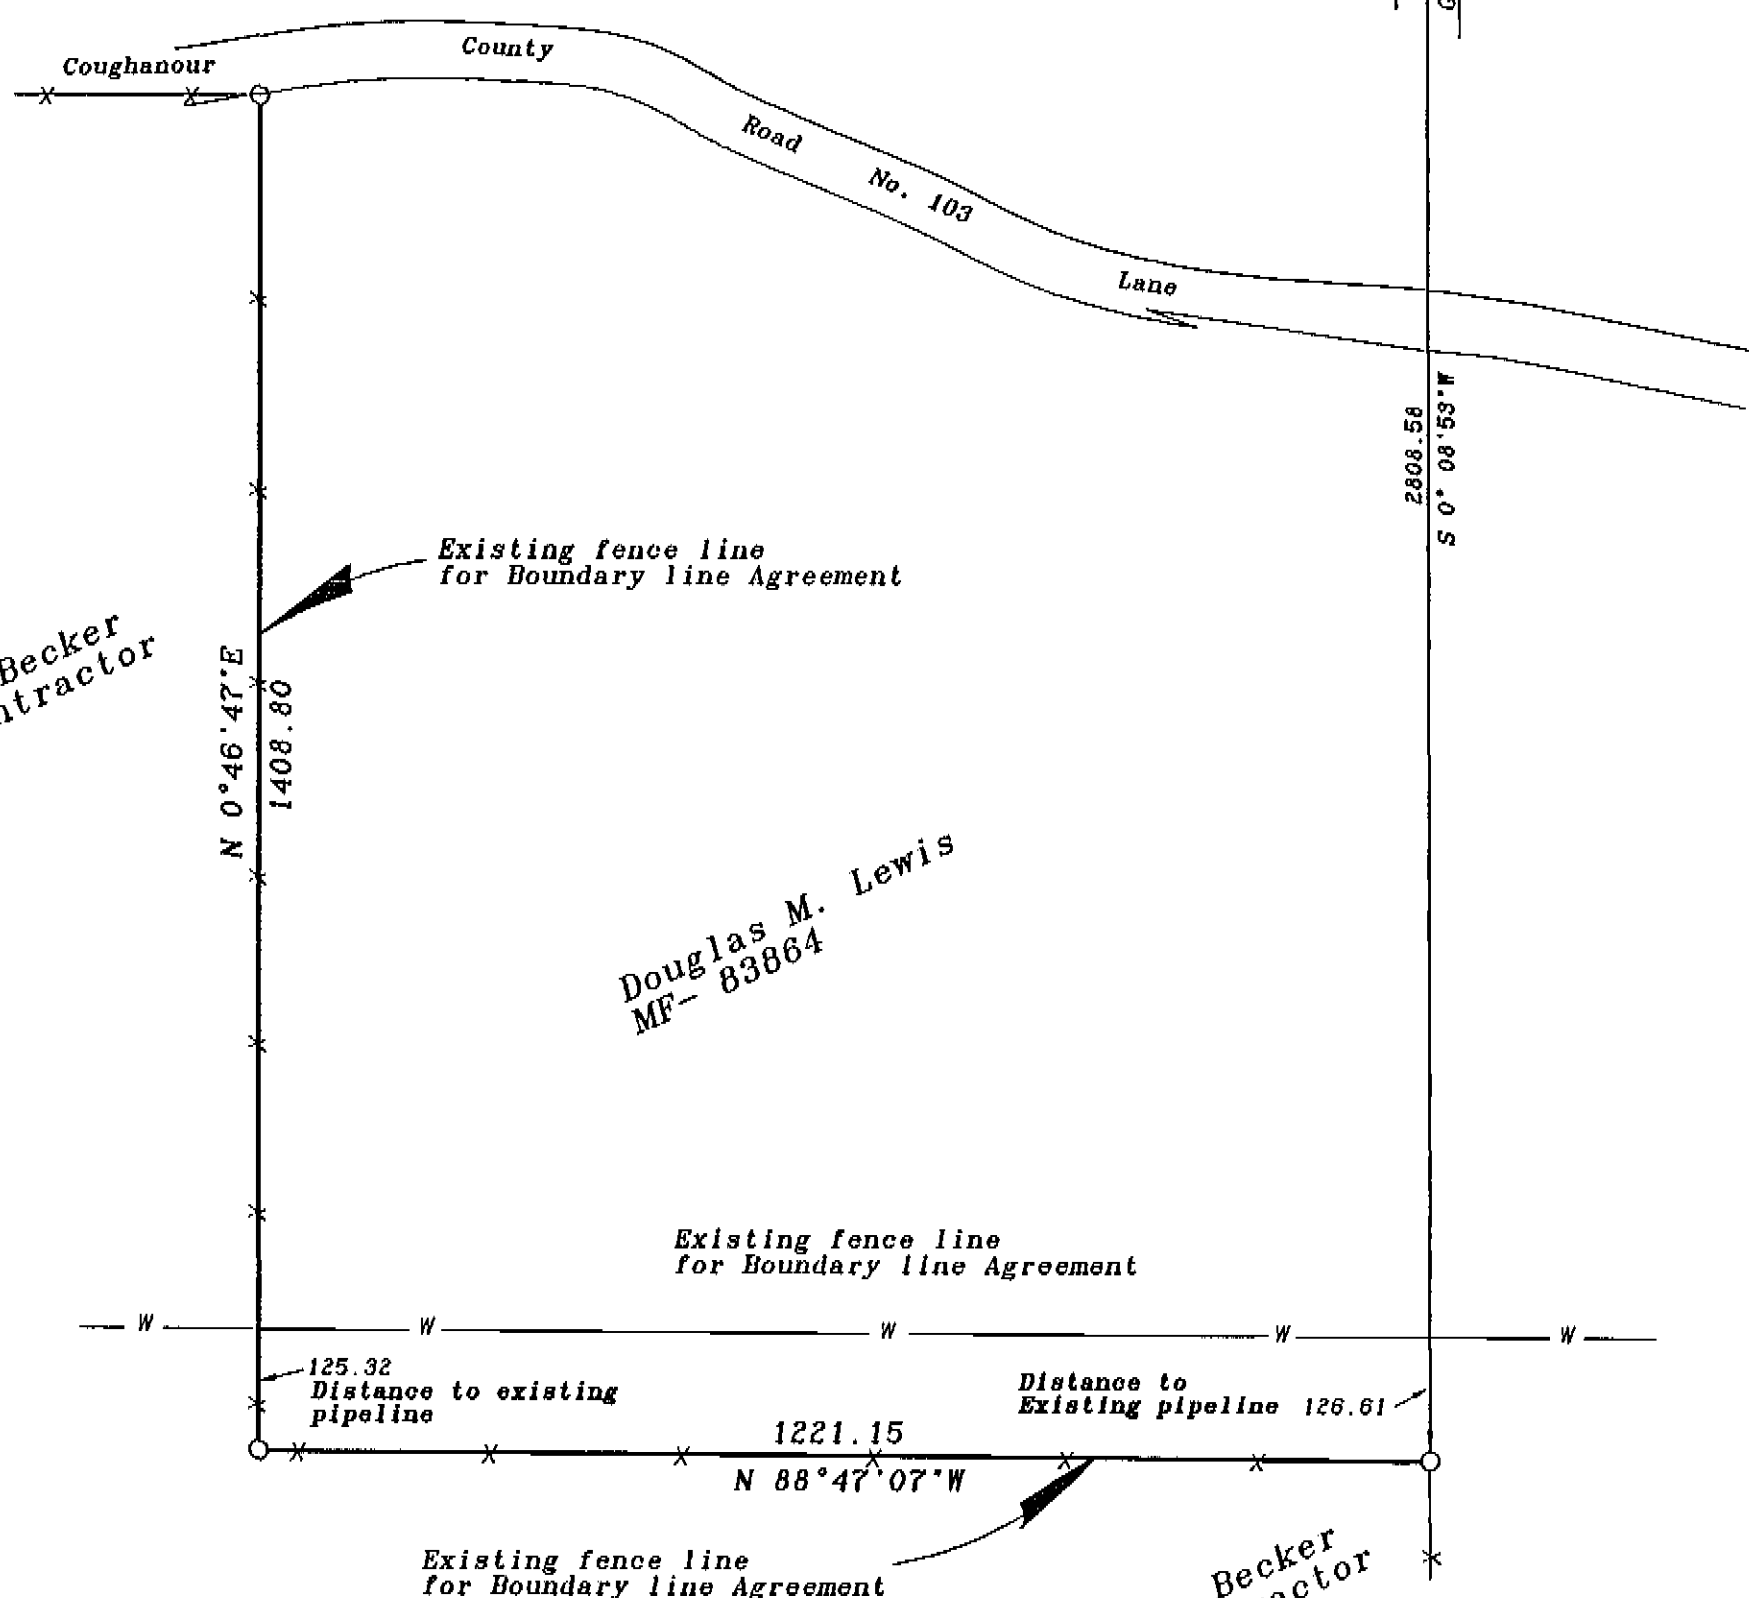 Coughanour
County
Road
No. 103
Lane
2808.58
S 0° 08'53"W
Existing fence line
for Boundary line Agreement
Becker
N 0°46'47"E
1408.80
Douglas M. Lewis
MF- 83864
Existing fence line
for Boundary line Agreement
W W W W W
125.32
Distance to existing
pipeline
Distance to
Existing pipeline 126.61
1221.15
N 88°47'07"W
Existing fence line
for Boundary line Agreement
Becker